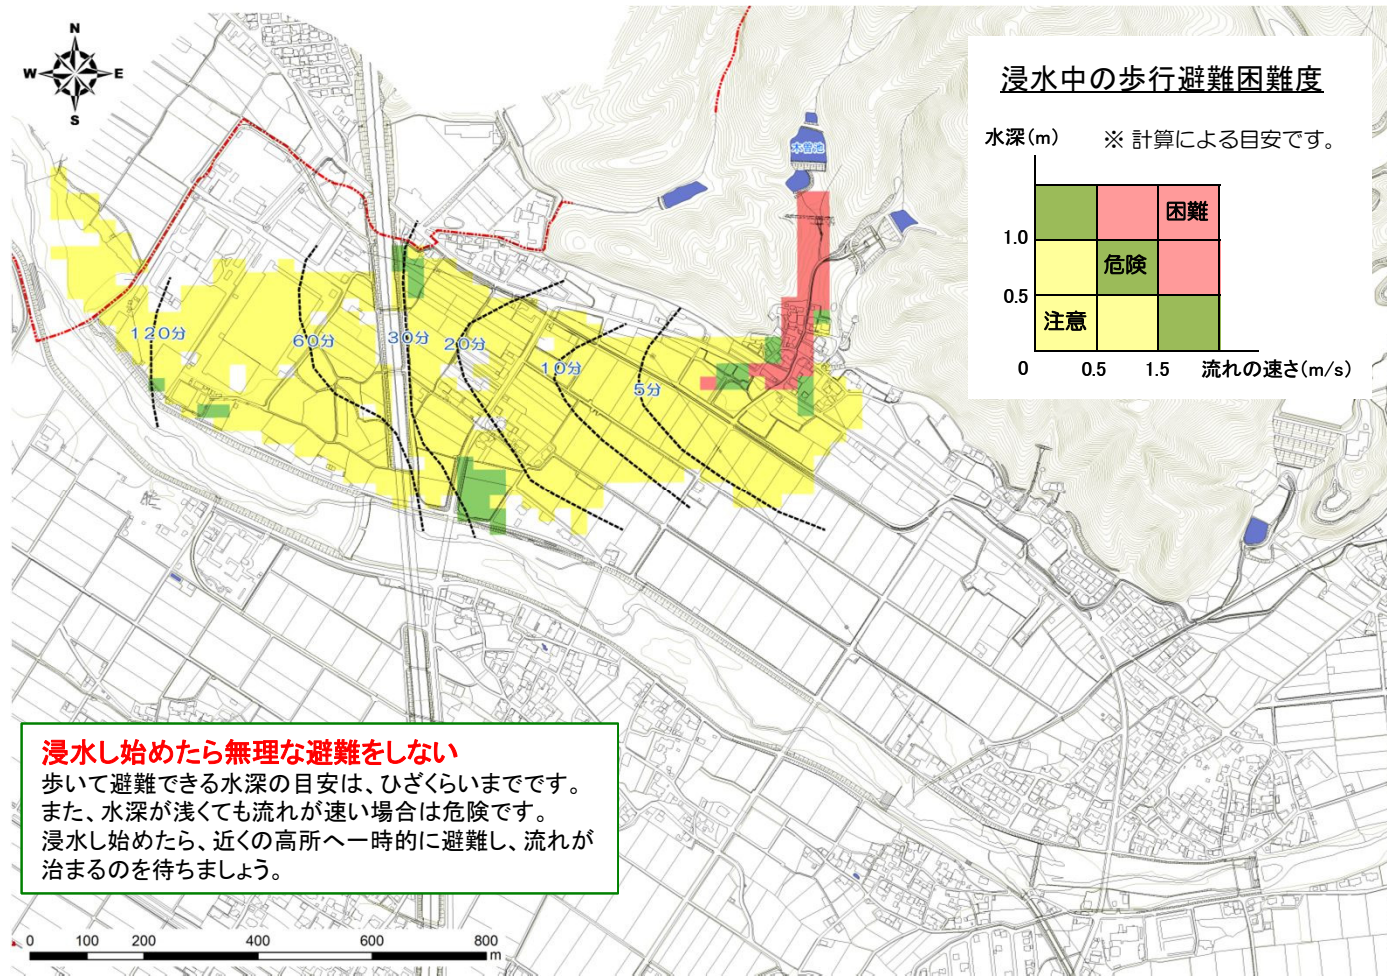 N
W
E
S
浸水中の歩行避難困難度
水深(m)
※ 計算による目安です。
困難
1.0
危険
0.5
注意
0
0.5
1.5
流れの速さ(m/s)
木曽池
120分
60分
30分
20分
10分
5分
浸水し始めたら無理な避難をしない
歩いて避難できる水深の目安は、ひざくらいまでです。
また、水深が浅くても流れが速い場合は危険です。
浸水し始めたら、近くの高所へ一時的に避難し、流れが
治まるのを待ちましょう。
0 100 200 400 600 800
m